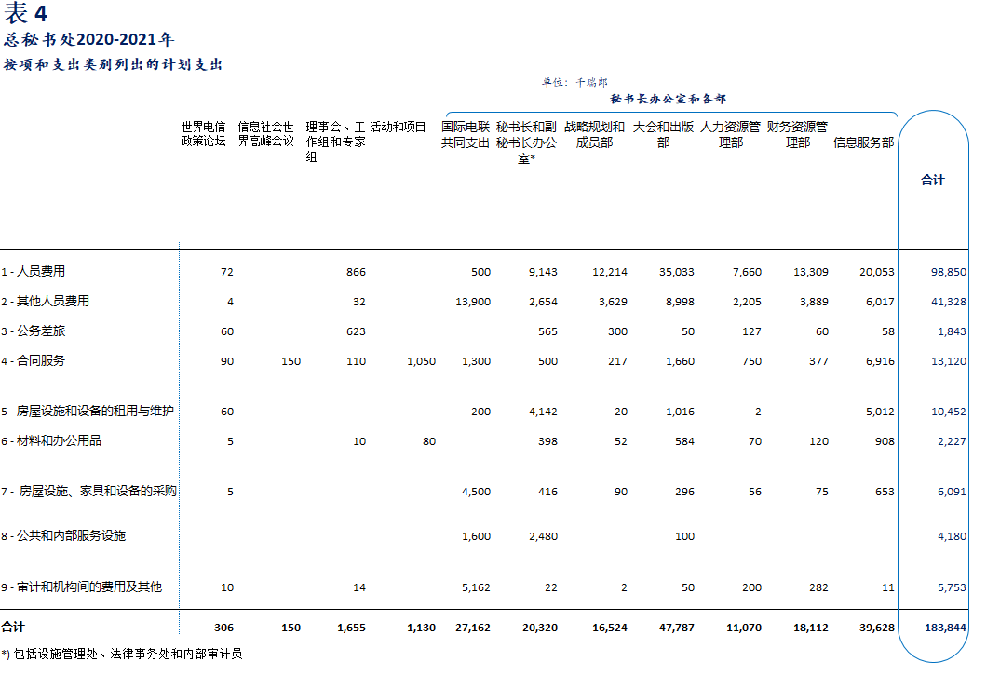 表 4
总秘书处2020-2021年
按项和支出类别列出的计划支出
单位：千瑞郎
秘书长办公室和各部
世界电信政策论坛 信息社会世界高峰会议 理事会、工作组和专家组 活动和项目 国际电联共同支出 秘书长和副秘书长办公室* 战略规划和成员部 大会和出版部 人力资源管理部 财务资源管理部 信息服务部 合计
1 - 人员费用 72 866 500 9,143 12,214 35,033 7,660 13,309 20,053 98,850
2 - 其他人员费用 4 32 13,900 2,654 3,629 8,998 2,205 3,889 6,017 41,328
3 - 公务差旅 60 623 565 300 50 127 60 58 1,843
4 - 合同服务 90 150 110 1,050 1,300 500 217 1,660 750 377 6,916 13,120
5 - 房屋设施和设备的租用与维护 60 200 4,142 20 1,016 2 5,012 10,452
6 - 材料和办公用品 5 10 80 398 52 584 70 120 908 2,227
7 - 房屋设施、家具和设备的采购 5 4,500 416 90 296 56 75 653 6,091
8 - 公共和内部服务设施 1,600 2,480 100 4,180
9 - 审计和机构间的费用及其他 10 14 5,162 22 2 50 200 282 11 5,753
合计 306 150 1,655 1,130 27,162 20,320 16,524 47,787 11,070 18,112 39,628 183,844
*) 包括设施管理处、法律事务处和内部审计员